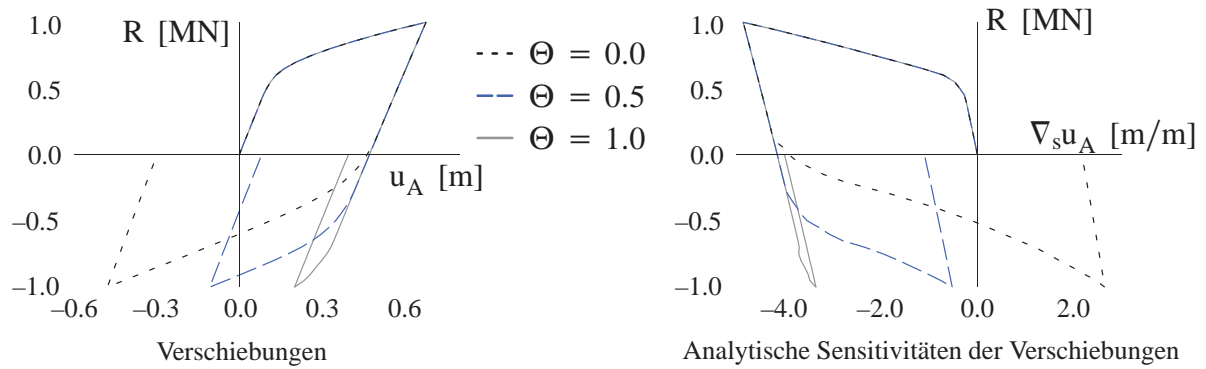 1.0
R [MN]
0.5
0.0
u_A [m]
–0.5
–1.0
–0.6 –0.3 0.0 0.3 0.6
Verschiebungen
Θ = 0.0
Θ = 0.5
Θ = 1.0
1.0
R [MN]
0.5
∇_s u_A [m/m]
0.0
–0.5
–1.0
–4.0 –2.0 0.0 2.0
Analytische Sensitivitäten der Verschiebungen